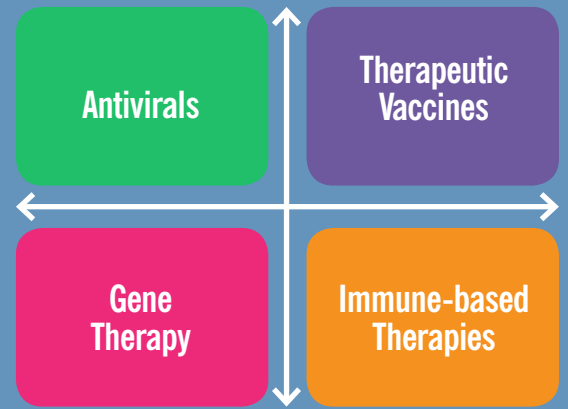 Antivirals
Therapeutic
Vaccines
Gene
Therapy
Immune-based
Therapies